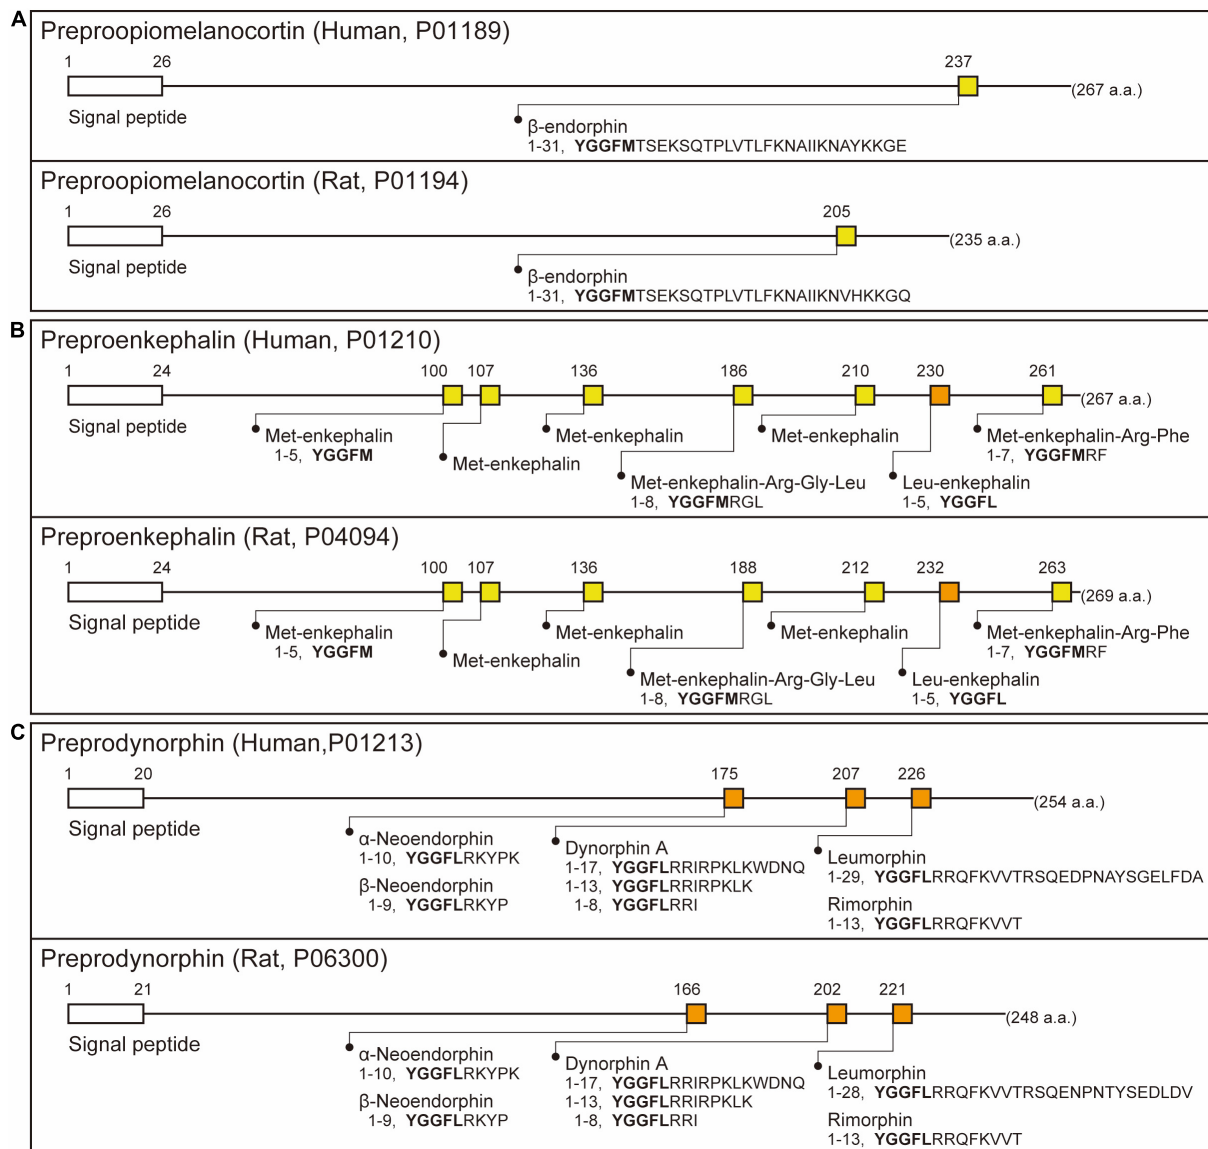 A
Preproopiomelanocortin (Human, P01189)
1 26 237
(267 a.a.)
Signal peptide
β-endorphin
1-31, YGGFMTSEKSQTPLVTLFKNAIIKNAYKKGE
Preproopiomelanocortin (Rat, P01194)
1 26 205
(235 a.a.)
Signal peptide
β-endorphin
1-31, YGGFMTSEKSQTPLVTLFKNAIIKNVHKKGQ
B
Preproenkephalin (Human, P01210)
1 24 100 107 136 186 210 230 261
(267 a.a.)
Signal peptide
Met-enkephalin
1-5, YGGFM
Met-enkephalin
Met-enkephalin
Met-enkephalin-Arg-Gly-Leu
1-8, YGGFMRGL
Met-enkephalin
Leu-enkephalin
1-5, YGGFL
Met-enkephalin-Arg-Phe
1-7, YGGFMRF
Preproenkephalin (Rat, P04094)
1 24 100 107 136 188 212 232 263
(269 a.a.)
Signal peptide
Met-enkephalin
1-5, YGGFM
Met-enkephalin
Met-enkephalin
Met-enkephalin-Arg-Gly-Leu
1-8, YGGFMRGL
Met-enkephalin
Leu-enkephalin
1-5, YGGFL
Met-enkephalin-Arg-Phe
1-7, YGGFMRF
C
Preprodynorphin (Human,P01213)
1 20 175 207 226
(254 a.a.)
Signal peptide
α-Neoendorphin
1-10, YGGFLRKYPK
β-Neoendorphin
1-9, YGGFLRKYP
Dynorphin A
1-17, YGGFLRRIRPKLKWDNQ
1-13, YGGFLRRIRPKLK
1-8, YGGFLRRI
Leumorphin
1-29, YGGFLRRQFKVVTRSQEDPNAYSGELFDA
Rimorphin
1-13, YGGFLRRQFKVVT
Preprodynorphin (Rat, P06300)
1 21 166 202 221
(248 a.a.)
Signal peptide
α-Neoendorphin
1-10, YGGFLRKYPK
β-Neoendorphin
1-9, YGGFLRKYP
Dynorphin A
1-17, YGGFLRRIRPKLKWDNQ
1-13, YGGFLRRIRPKLK
1-8, YGGFLRRI
Leumorphin
1-28, YGGFLRRQFKVVTRSQENPNTYSEDLDV
Rimorphin
1-13, YGGFLRRQFKVVT